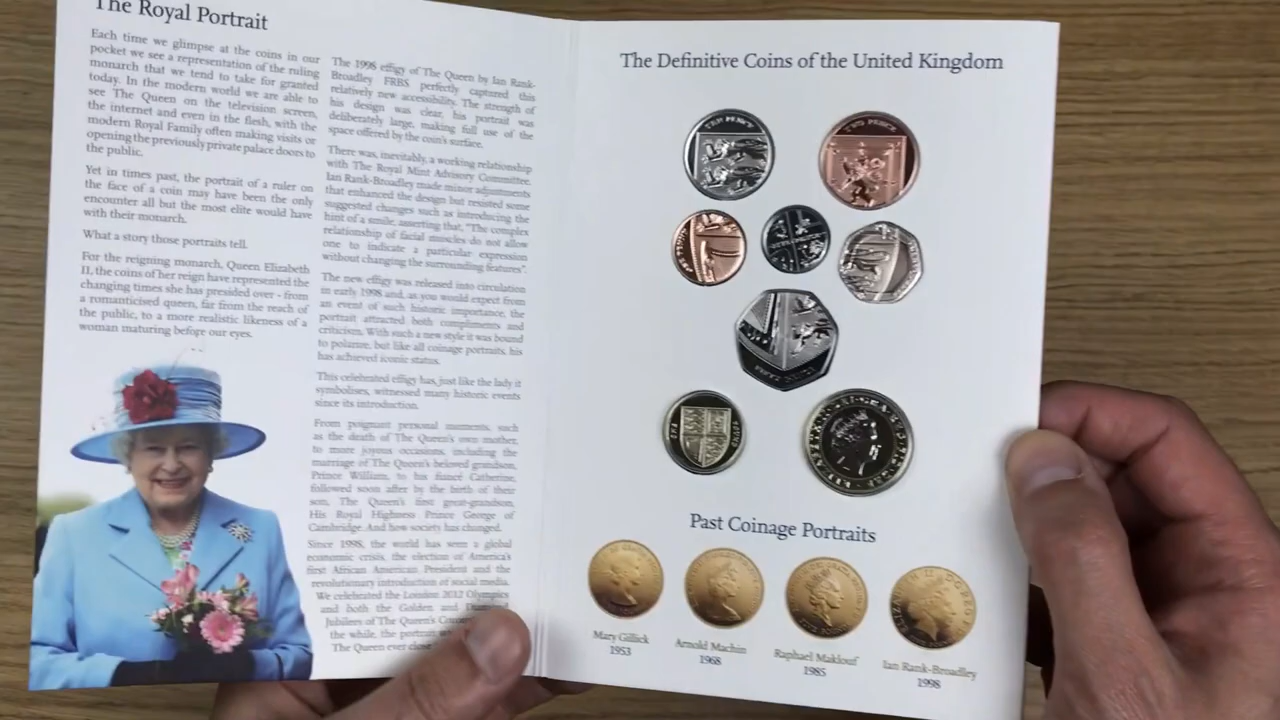 The Royal Portrait
Each time we glimpse at the coins in our
pocket we see a representation of the ruling
monarch that we tend to take for granted
today. In the modern world we are able to
see The Queen on the television screen,
the internet and even in the flesh, with the
modern Royal Family often making visits or
opening the previously private palace doors to
the public.
Yet in times past, the portrait of a ruler on
the face of a coin may have been the only
encounter all but the most elite would have
with their monarch.
What a story those portraits tell.
For the reigning monarch, Queen Elizabeth
II, the coins of her reign have represented the
changing times she has presided over - from
a romanticised queen, far from the reach of
the public, to a more realistic likeness of a
woman maturing before our eyes.
The 1998 effigy of The Queen by Ian Rank-
Broadley FRBS perfectly captured this
relatively new accessibility. The strength of
his design was clear, his portrait was
deliberately large, making full use of the
space offered by the coin's surface.
There was, inevitably, a working relationship
with The Royal Mint Advisory Committee.
Ian Rank-Broadley made minor adjustments
that enhanced the design but resisted some
suggested changes such as introducing the
hint of a smile, asserting that, "The complex
relationship of facial muscles do not allow
one to indicate a particular expression
without changing the surrounding features".
The new effigy was released into circulation
in early 1998 and, as you would expect from
an event of such historic importance, the
portrait attracted both compliments and
criticism. With such a new style it was bound
to polarise, but like all coinage portraits, his
has achieved iconic status.
This celebrated effigy has, just like the lady it
symbolises, witnessed many historic events
since its introduction.
From poignant personal moments, such
as the death of The Queen's own mother,
to more joyous occasions, including the
marriage of The Queen's beloved grandson,
Prince William, to his fiancé Catherine,
followed soon after by the birth of their
son, The Queen's first great-grandson,
His Royal Highness Prince George of
Cambridge. And how society has changed.
Since 1998, the world has seen a global
economic crisis, the election of America's
first African American President and the
revolutionary introduction of social media.
We celebrated the London 2012 Olympics
and both the Golden and Diamond
Jubilees of The Queen's
the while, the portrait
The Queen ever close
The Definitive Coins of the United Kingdom
TEN PENCE
TWO PENCE
ONE PENNY
FIVE PENCE
FIFTY PENCE
ONE POUND
Past Coinage Portraits
Mary Gillick
1953
Arnold Machin
1968
Raphael Maklouf
1985
Ian Rank-Broadley
1998